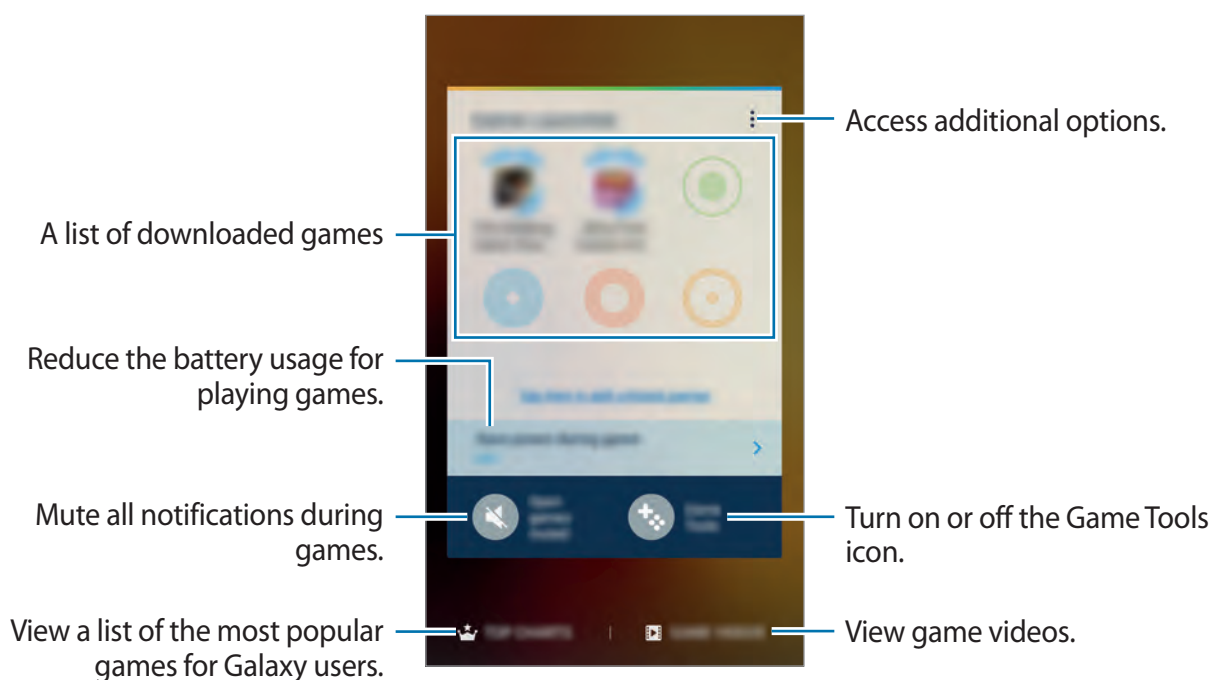 Access additional options.
A list of downloaded games
Reduce the battery usage for
playing games.
Mute all notifications during
games.
Turn on or off the Game Tools
icon.
View a list of the most popular
games for Galaxy users.
View game videos.